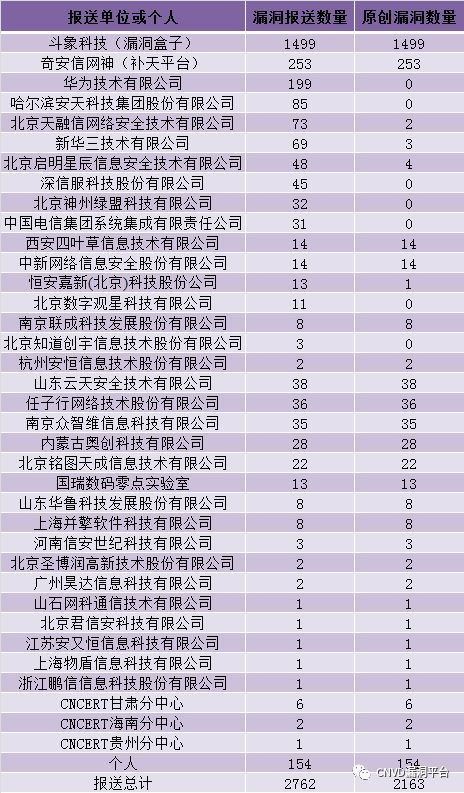 报送单位或个人 漏洞报送数量 原创漏洞数量
斗象科技（漏洞盒子） 1499 1499
奇安信网神（补天平台） 253 253
华为技术有限公司 199 0
哈尔滨安天科技集团股份有限公司 85 0
北京天融信网络安全技术有限公司 73 2
新华三技术有限公司 69 3
北京启明星辰信息安全技术有限公司 48 4
深信服科技股份有限公司 45 0
北京神州绿盟科技有限公司 32 0
中国电信集团系统集成有限责任公司 31 0
西安四叶草信息技术有限公司 14 14
中新网络信息安全股份有限公司 14 14
恒安嘉新(北京)科技股份公司 13 1
北京数字观星科技有限公司 11 0
南京联成科技发展股份有限公司 8 8
北京知道创宇信息技术股份有限公司 3 0
杭州安恒信息技术股份有限公司 2 2
山东云天安全技术有限公司 38 38
任子行网络技术股份有限公司 36 36
南京众智维信息科技有限公司 35 35
内蒙古奥创科技有限公司 28 28
北京铭图天成信息技术有限公司 22 22
国瑞数码零点实验室 13 13
山东华鲁科技发展股份有限公司 8 8
上海并擎软件科技有限公司 8 8
河南信安世纪科技有限公司 3 3
北京圣博润高新技术股份有限公司 2 2
广州昊达信息科技有限公司 2 2
山石网科通信技术有限公司 1 1
北京君信安科技有限公司 1 1
江苏安又恒信息科技有限公司 1 1
上海物盾信息科技有限公司 1 1
浙江鹏信信息科技股份有限公司 1 1
CNCERT甘肃分中心 6 6
CNCERT海南分中心 2 2
CNCERT贵州分中心 1 1
个人 154 154
报送总计 2762 2163
CNVD漏洞平台